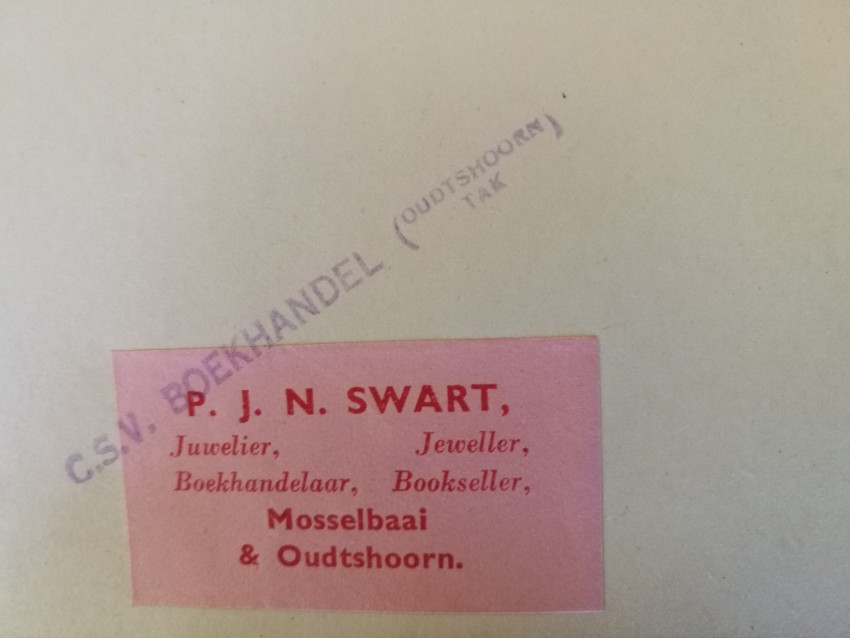 C.S.V. BOEKHANDEL (OUDTSHOORN)
TAK
P. J. N. SWART,
Juwelier, Jeweller,
Boekhandelaar, Bookseller,
Mosselbaai
& Oudtshoorn.